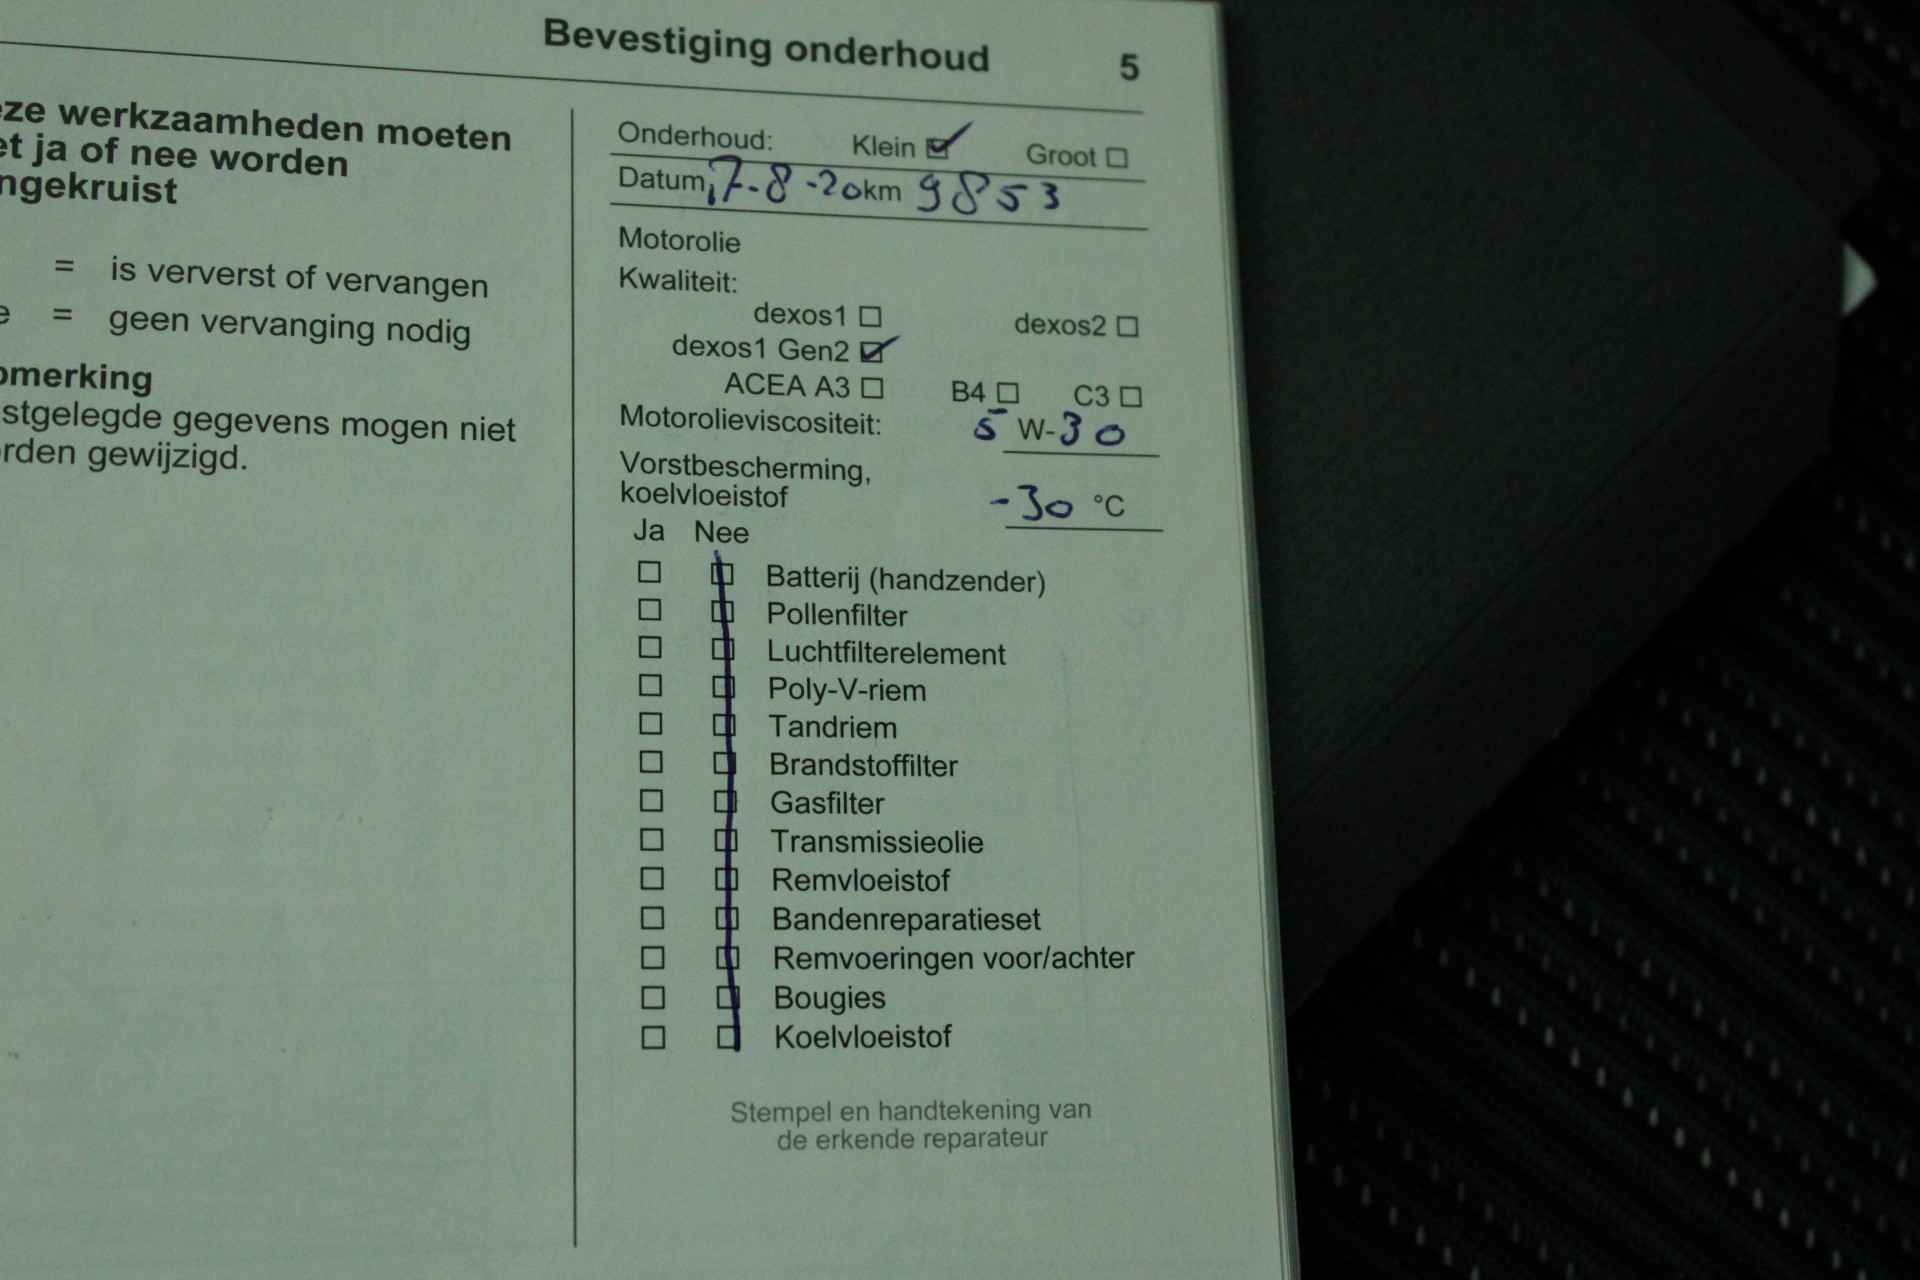 Bevestiging onderhoud 5
eze werkzaamheden moeten
et ja of nee worden
ngekruist
= is ververst of vervangen
e = geen vervanging nodig
pmerking
stgelegde gegevens mogen niet
rden gewijzigd.
Onderhoud: Klein Groot
Datum 17-8-20 km 9853
Motorolie
Kwaliteit:
dexos1 dexos2
dexos1 Gen2
ACEA A3 B4 C3
Motorolieviscositeit: 5 W-30
Vorstbescherming,
koelvloeistof -30 °C
Ja Nee
Batterij (handzender)
Pollenfilter
Luchtfilterelement
Poly-V-riem
Tandriem
Brandstoffilter
Gasfilter
Transmissieolie
Remvloeistof
Bandenreparatieset
Remvoeringen voor/achter
Bougies
Koelvloeistof
Stempel en handtekening van
de erkende reparateur